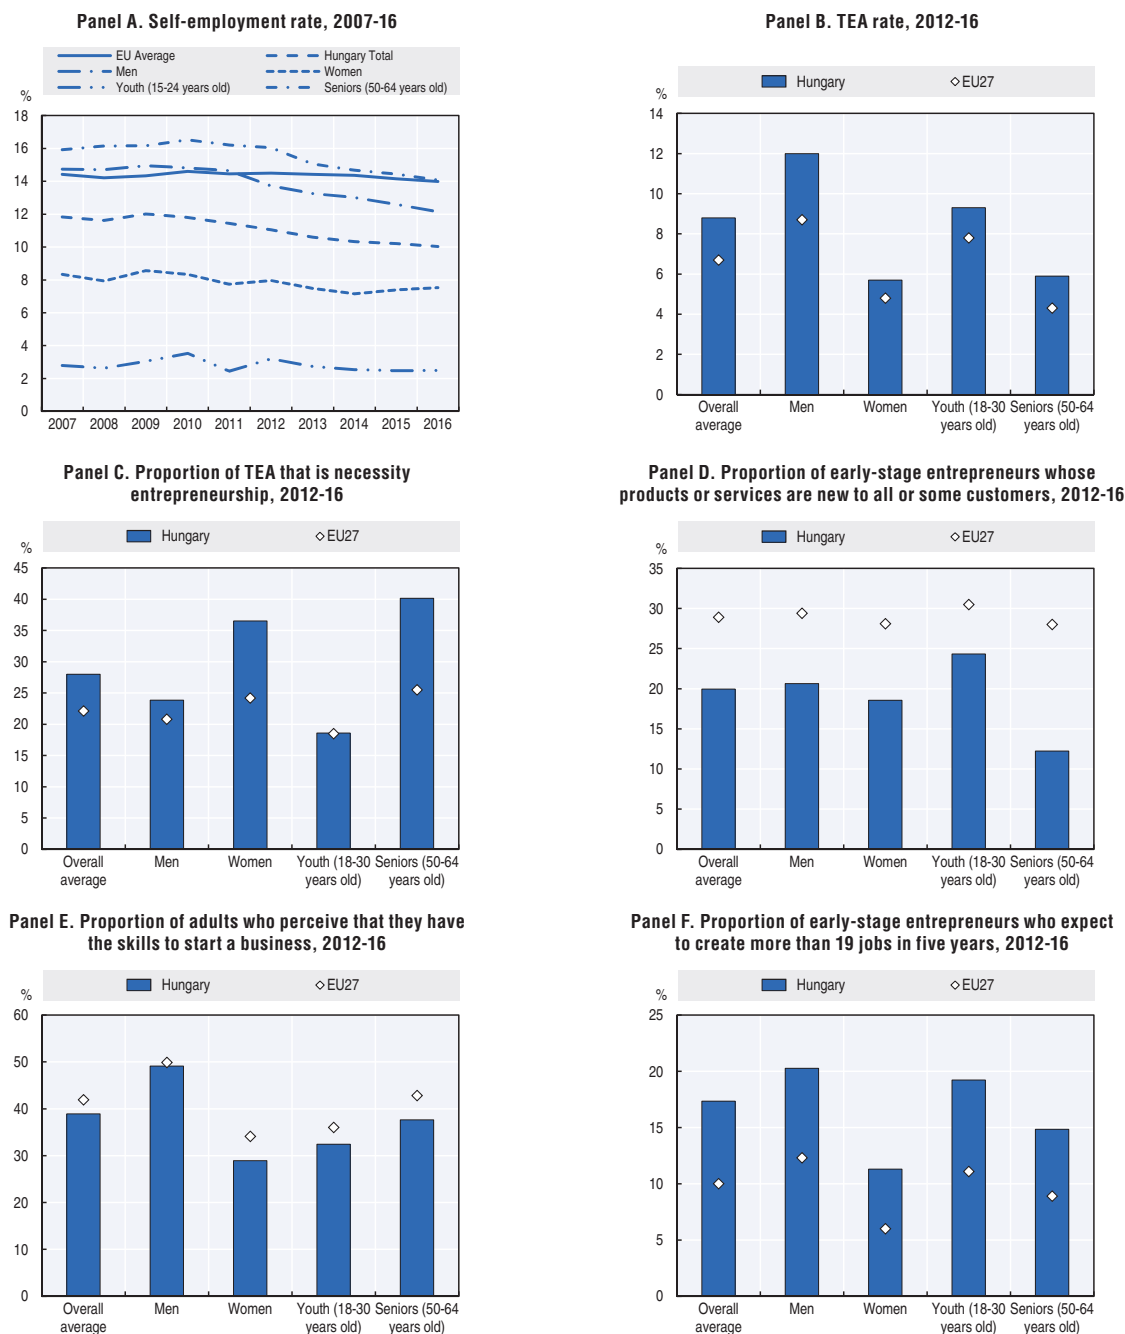 Panel A. Self-employment rate, 2007-16
EU Average
Hungary Total
Men
Women
Youth (15-24 years old)
Seniors (50-64 years old)
%
18
16
14
12
10
8
6
4
2
0
2007 2008 2009 2010 2011 2012 2013 2014 2015 2016
Panel B. TEA rate, 2012-16
Hungary
EU27
%
14
12
10
8
6
4
2
0
Overall average
Men
Women
Youth (18-30 years old)
Seniors (50-64 years old)
Panel C. Proportion of TEA that is necessity
entrepreneurship, 2012-16
Hungary
EU27
%
45
40
35
30
25
20
15
10
5
0
Overall average
Men
Women
Youth (18-30 years old)
Seniors (50-64 years old)
Panel D. Proportion of early-stage entrepreneurs whose
products or services are new to all or some customers, 2012-16
Hungary
EU27
%
35
30
25
20
15
10
5
0
Overall average
Men
Women
Youth (18-30 years old)
Seniors (50-64 years old)
Panel E. Proportion of adults who perceive that they have
the skills to start a business, 2012-16
Hungary
EU27
%
60
50
40
30
20
10
0
Overall average
Men
Women
Youth (18-30 years old)
Seniors (50-64 years old)
Panel F. Proportion of early-stage entrepreneurs who expect
to create more than 19 jobs in five years, 2012-16
Hungary
EU27
%
25
20
15
10
5
0
Overall average
Men
Women
Youth (18-30 years old)
Seniors (50-64 years old)